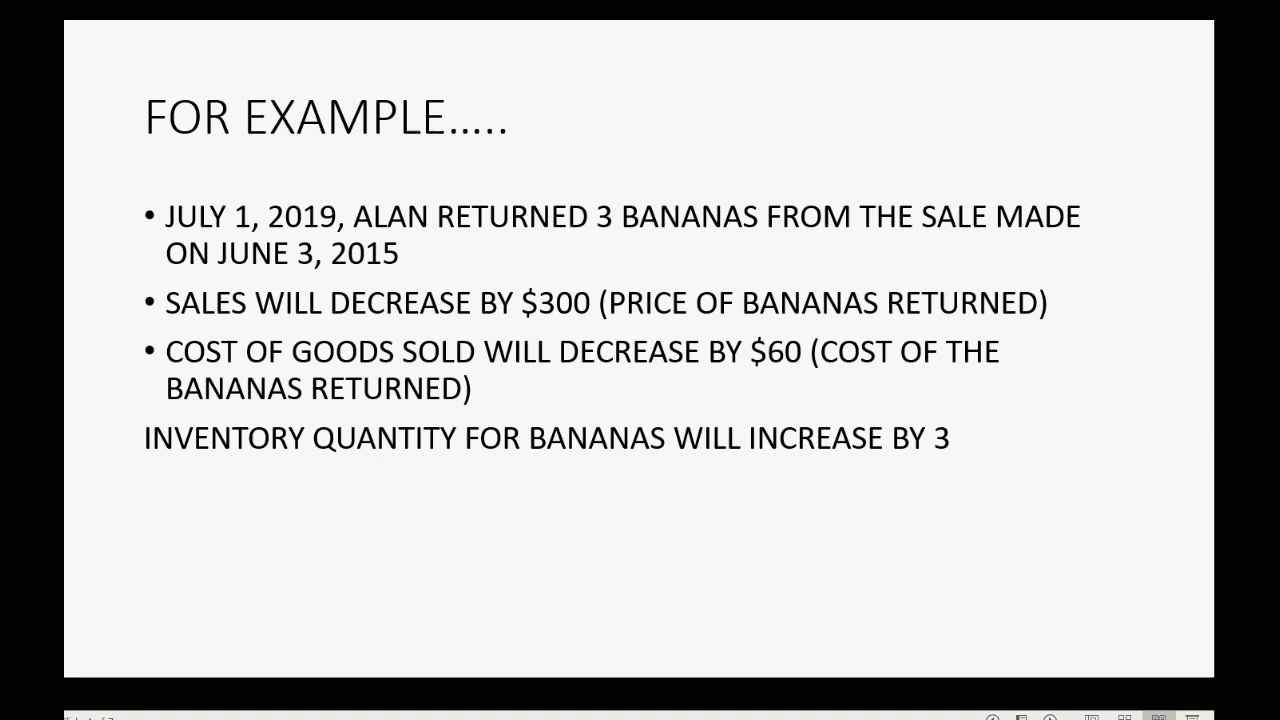 FOR EXAMPLE.....
• JULY 1, 2019, ALAN RETURNED 3 BANANAS FROM THE SALE MADE
ON JUNE 3, 2015
• SALES WILL DECREASE BY $300 (PRICE OF BANANAS RETURNED)
• COST OF GOODS SOLD WILL DECREASE BY $60 (COST OF THE
BANANAS RETURNED)
INVENTORY QUANTITY FOR BANANAS WILL INCREASE BY 3